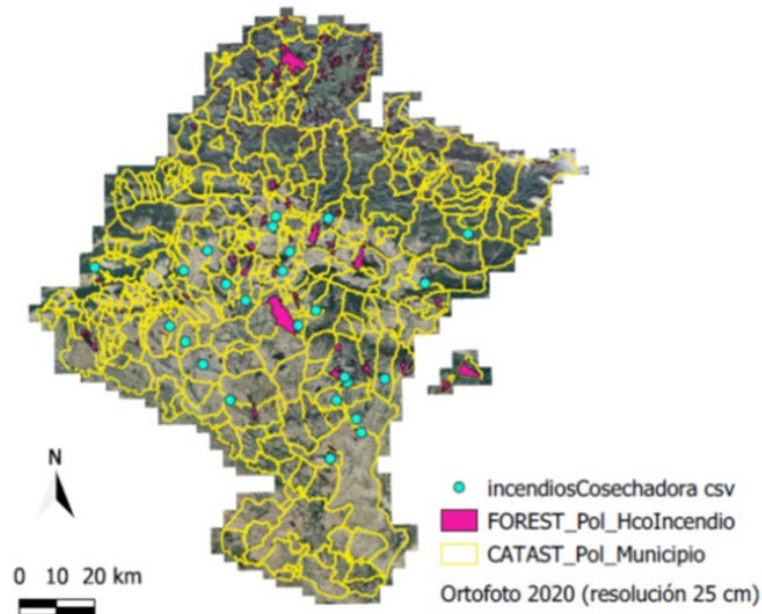 N
0 10 20 km
incendiosCosechadora csv
FOREST_Pol_HcoIncendio
CATAST_Pol_Municipio
Ortofoto 2020 (resolución 25 cm)